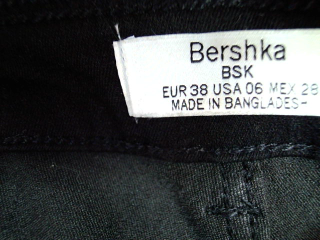 Bershka
BSK
EUR 38 USA 06 MEX 28
MADE IN BANGLADES-